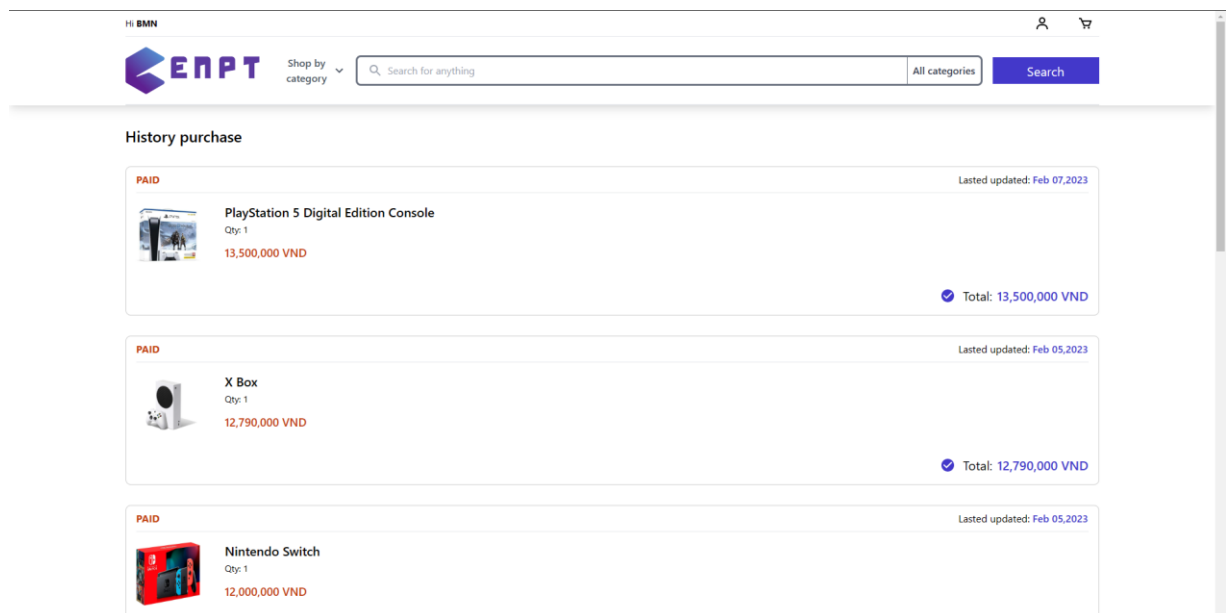 Hi BMN
ENPT
Shop by
category
Search for anything
All categories
Search
History purchase
PAID
Lasted updated: Feb 07,2023
PlayStation 5 Digital Edition Console
Qty: 1
13,500,000 VND
Total: 13,500,000 VND
PAID
Lasted updated: Feb 05,2023
X Box
Qty: 1
12,790,000 VND
Total: 12,790,000 VND
PAID
Lasted updated: Feb 05,2023
Nintendo Switch
Qty: 1
12,000,000 VND